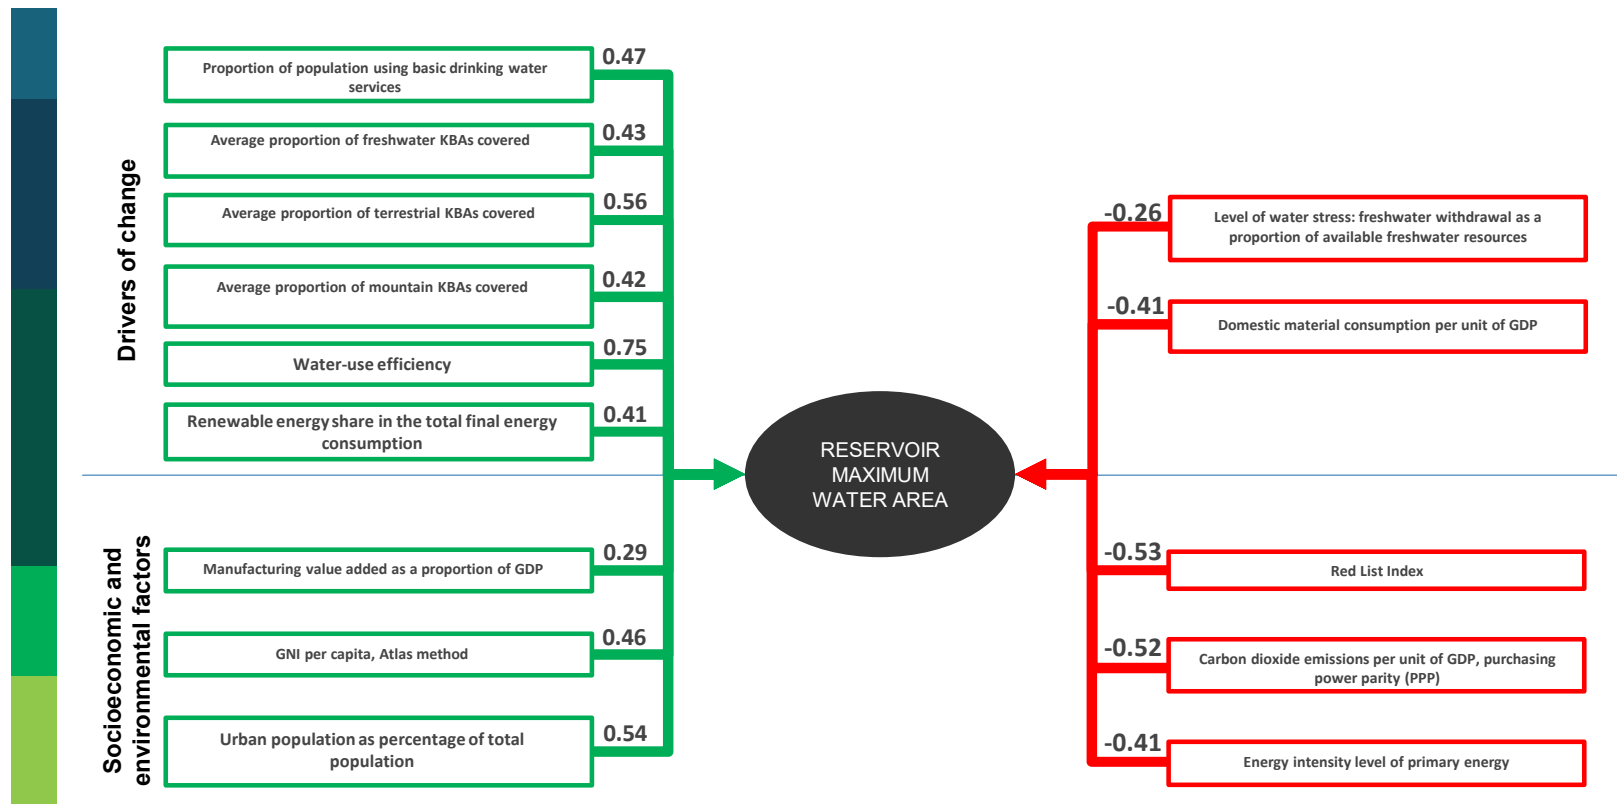 Drivers of change
0.47
Proportion of population using basic drinking water
services
0.43
Average proportion of freshwater KBAs covered
0.56
Average proportion of terrestrial KBAs covered
0.42
Average proportion of mountain KBAs covered
0.75
Water-use efficiency
0.41
Renewable energy share in the total final energy
consumption
-0.26
Level of water stress: freshwater withdrawal as a
proportion of available freshwater resources
-0.41
Domestic material consumption per unit of GDP
RESERVOIR
MAXIMUM
WATER AREA
Socioeconomic and
environmental factors
0.29
Manufacturing value added as a proportion of GDP
0.46
GNI per capita, Atlas method
0.54
Urban population as percentage of total
population
-0.53
Red List Index
-0.52
Carbon dioxide emissions per unit of GDP, purchasing
power parity (PPP)
-0.41
Energy intensity level of primary energy